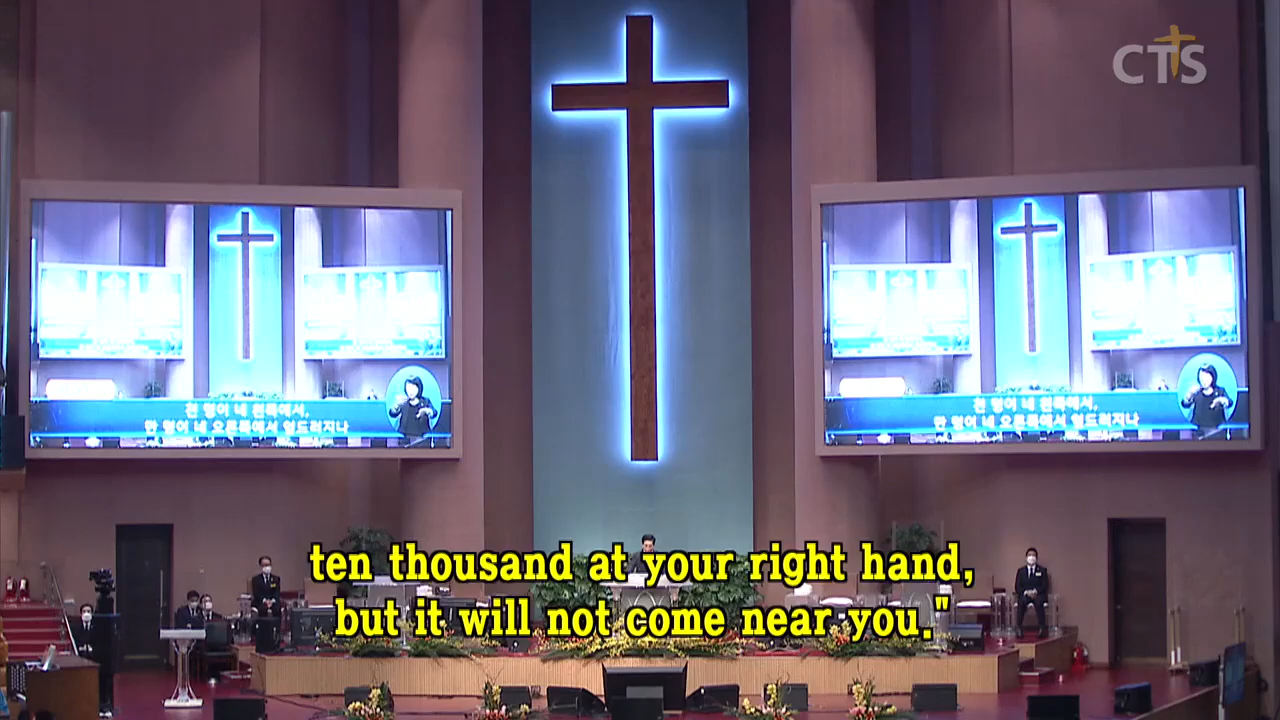 CTS
천 명이 네 왼쪽에서,
만 명이 네 오른쪽에서 엎드러지나
천 명이 네 왼쪽에서,
만 명이 네 오른쪽에서 엎드러지나
ten thousand at your right hand,
but it will not come near you."